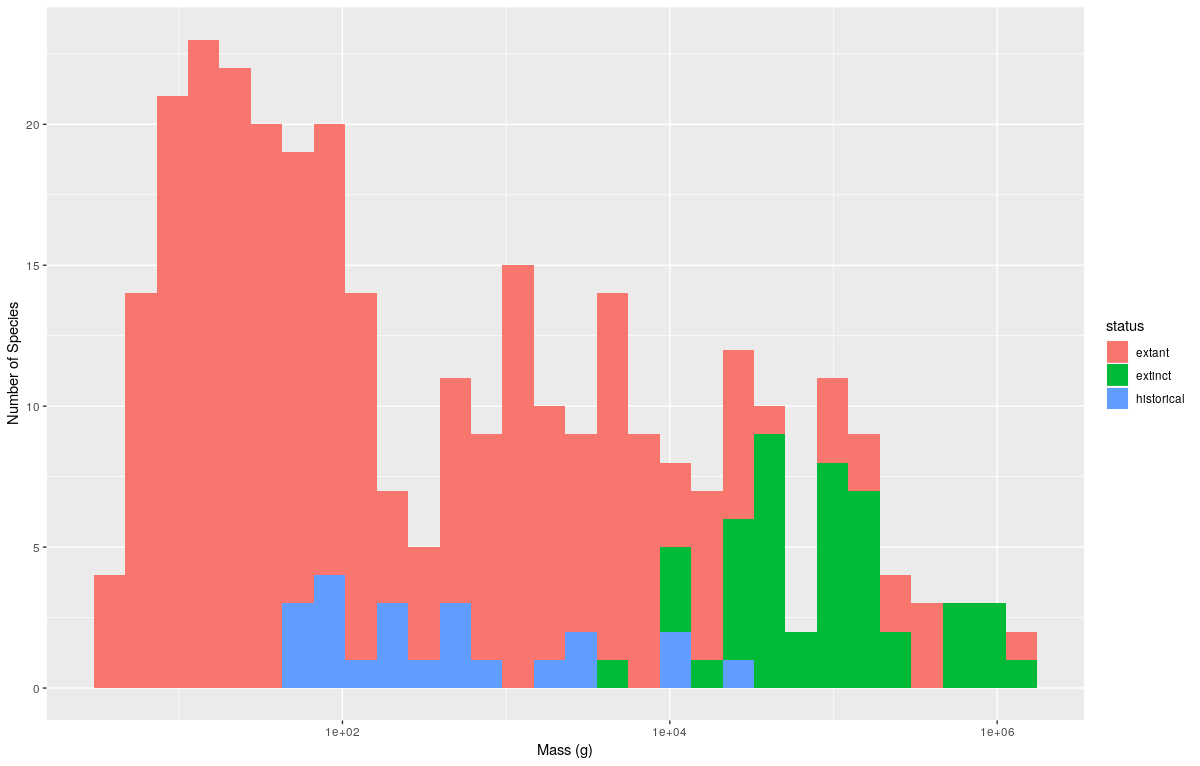 Number of Species
20
15
10
5
0
1e+02
1e+04
1e+06
Mass (g)
status
extant
extinct
historical